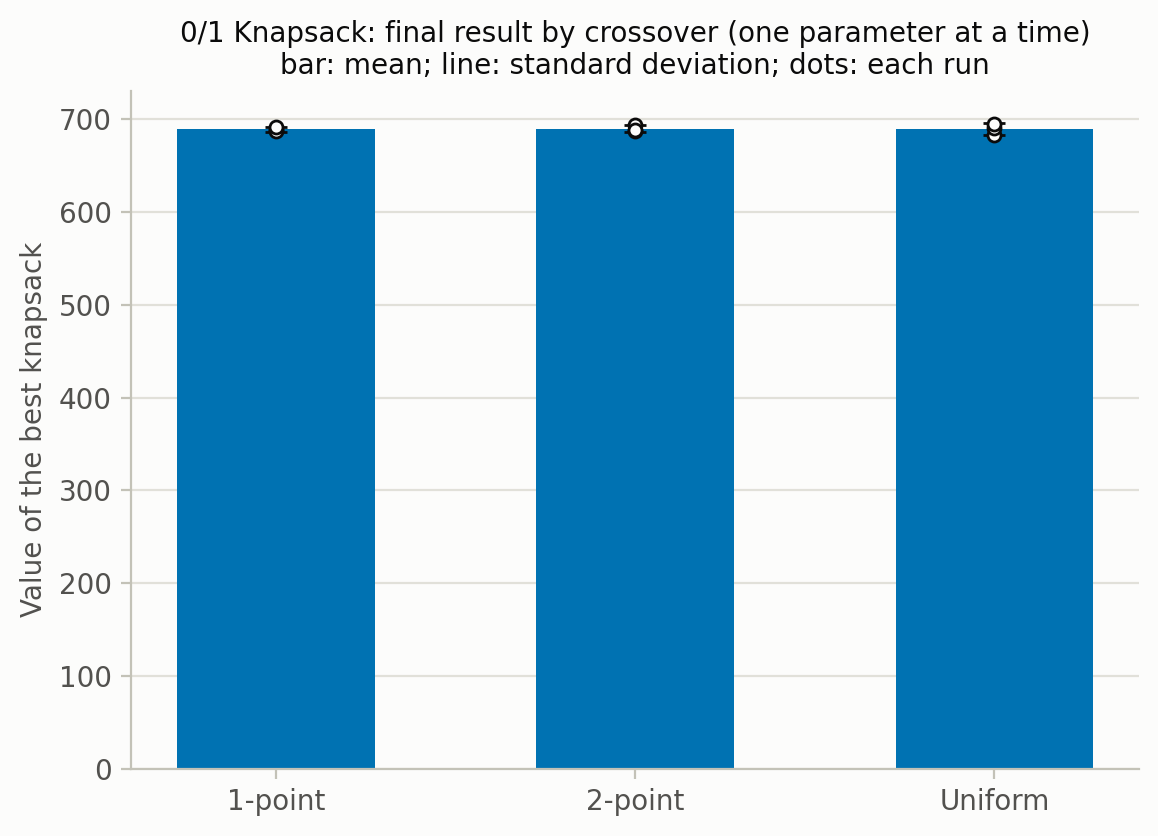 0/1 Knapsack: final result by crossover (one parameter at a time)
bar: mean; line: standard deviation; dots: each run
Value of the best knapsack
700
600
500
400
300
200
100
0
1-point
2-point
Uniform